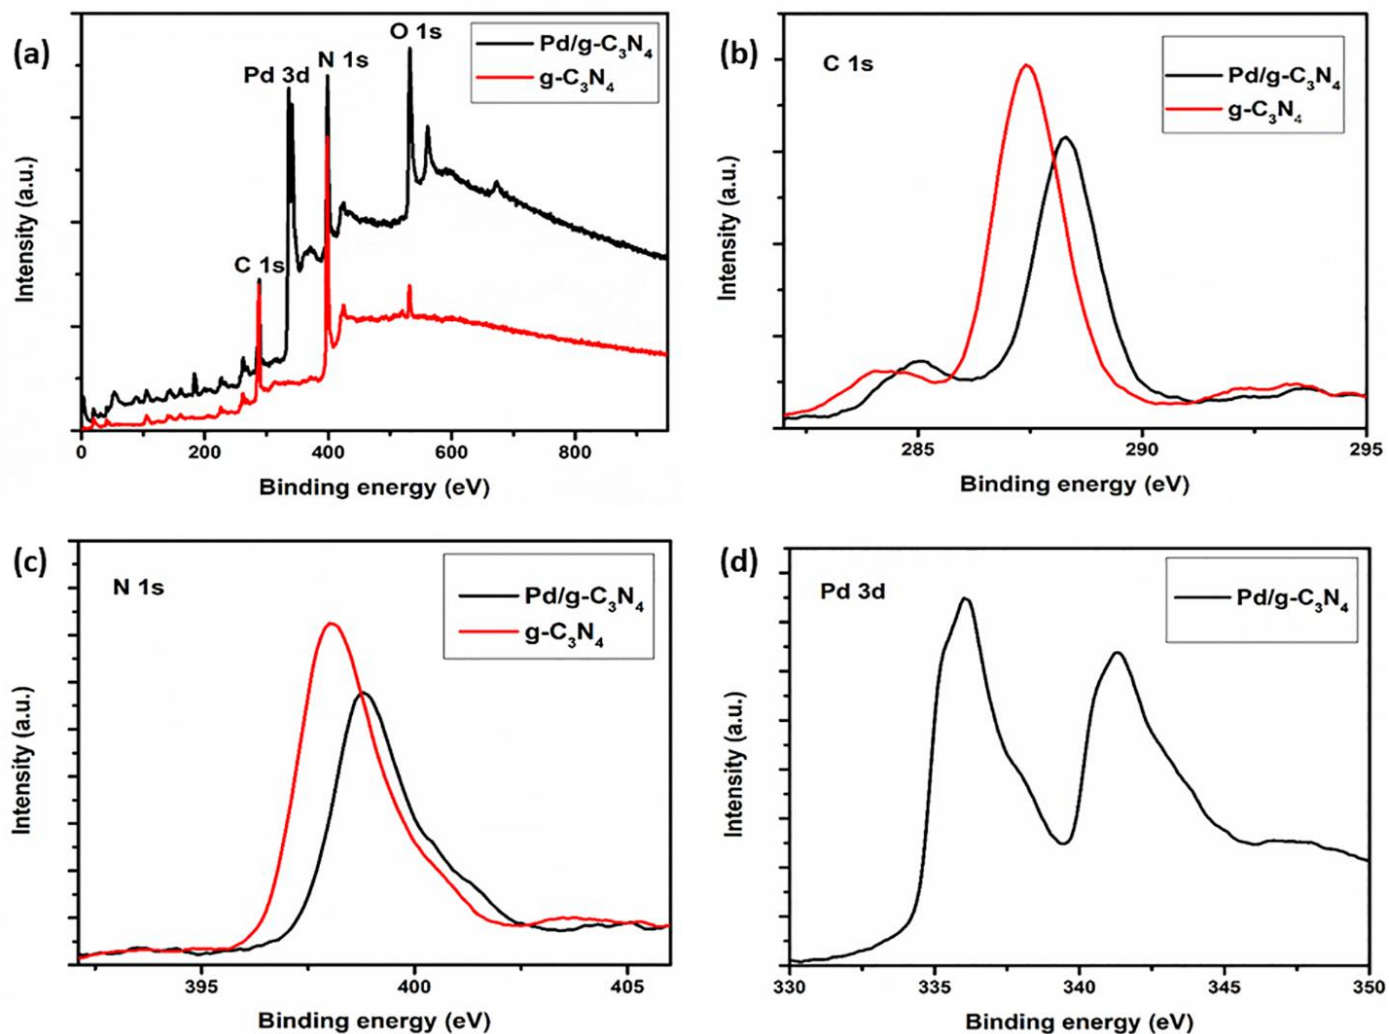 (a)
Pd/g-C₃N₄
g-C₃N₄
O 1s
N 1s
Pd 3d
C 1s
Intensity (a.u.)
0 200 400 600 800
Binding energy (eV)
(b)
C 1s
Pd/g-C₃N₄
g-C₃N₄
Intensity (a.u.)
285 290 295
Binding energy (eV)
(c)
N 1s
Pd/g-C₃N₄
g-C₃N₄
Intensity (a.u.)
395 400 405
Binding energy (eV)
(d)
Pd 3d
Pd/g-C₃N₄
Intensity (a.u.)
330 335 340 345 350
Binding energy (eV)